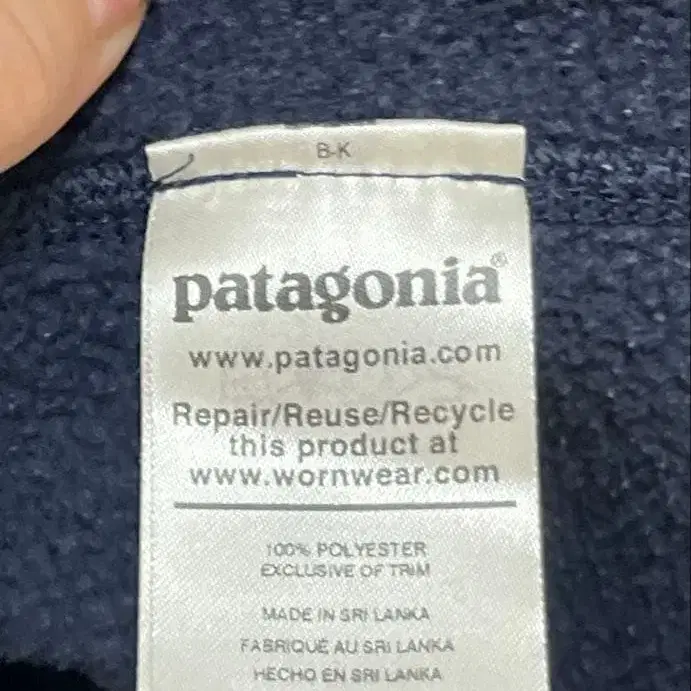 B-K
patagonia®
www.patagonia.com
Repair/Reuse/Recycle
this product at
www.wornwear.com
100% POLYESTER
EXCLUSIVE OF TRIM
MADE IN SRI LANKA
FABRIQUÉ AU SRI LANKA
HECHO EN SRI LANKA